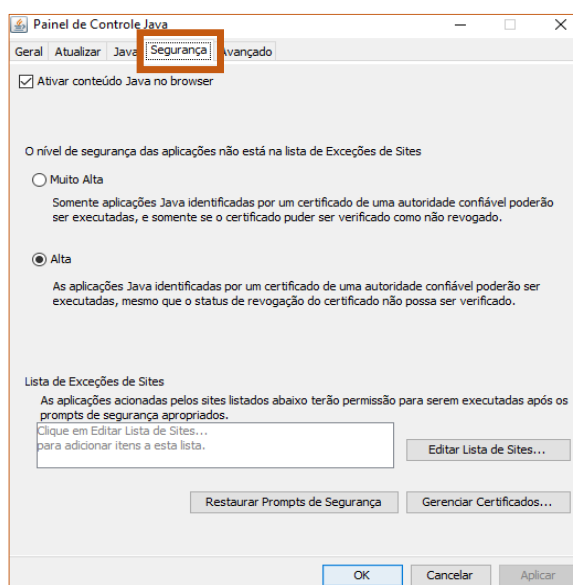 Painel de Controle Java
Geral Atualizar Java Segurança Avançado
Ativar conteúdo Java no browser
O nível de segurança das aplicações não está na lista de Exceções de Sites
Muito Alta
Somente aplicações Java identificadas por um certificado de uma autoridade confiável poderão
ser executadas, e somente se o certificado puder ser verificado como não revogado.
Alta
As aplicações Java identificadas por um certificado de uma autoridade confiável poderão ser
executadas, mesmo que o status de revogação do certificado não possa ser verificado.
Lista de Exceções de Sites
As aplicações acionadas pelos sites listados abaixo terão permissão para serem executadas após os
prompts de segurança apropriados.
Clique em Editar Lista de Sites...
para adicionar itens a esta lista.
Editar Lista de Sites...
Restaurar Prompts de Segurança Gerenciar Certificados...
OK Cancelar Aplicar